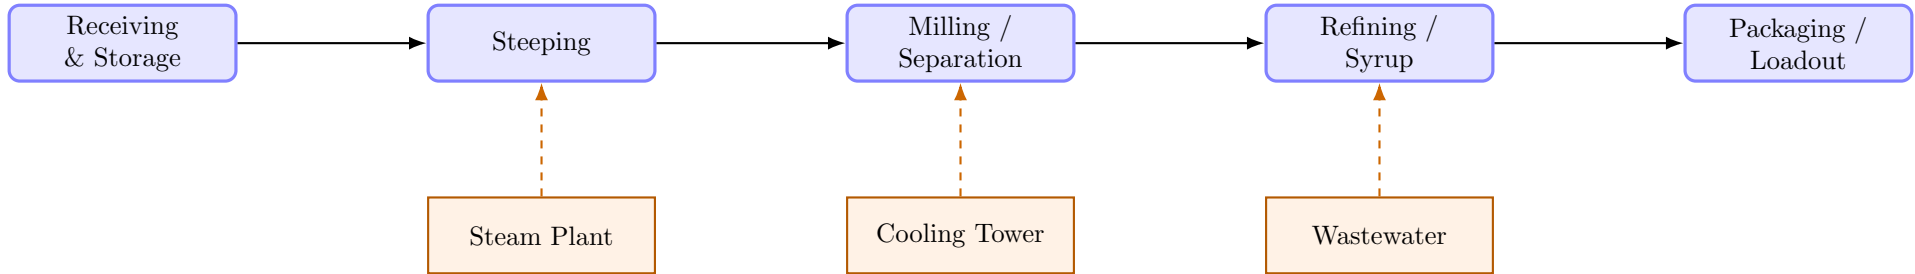 Receiving
& Storage
Steeping
Milling /
Separation
Refining /
Syrup
Packaging /
Loadout
Steam Plant
Cooling Tower
Wastewater